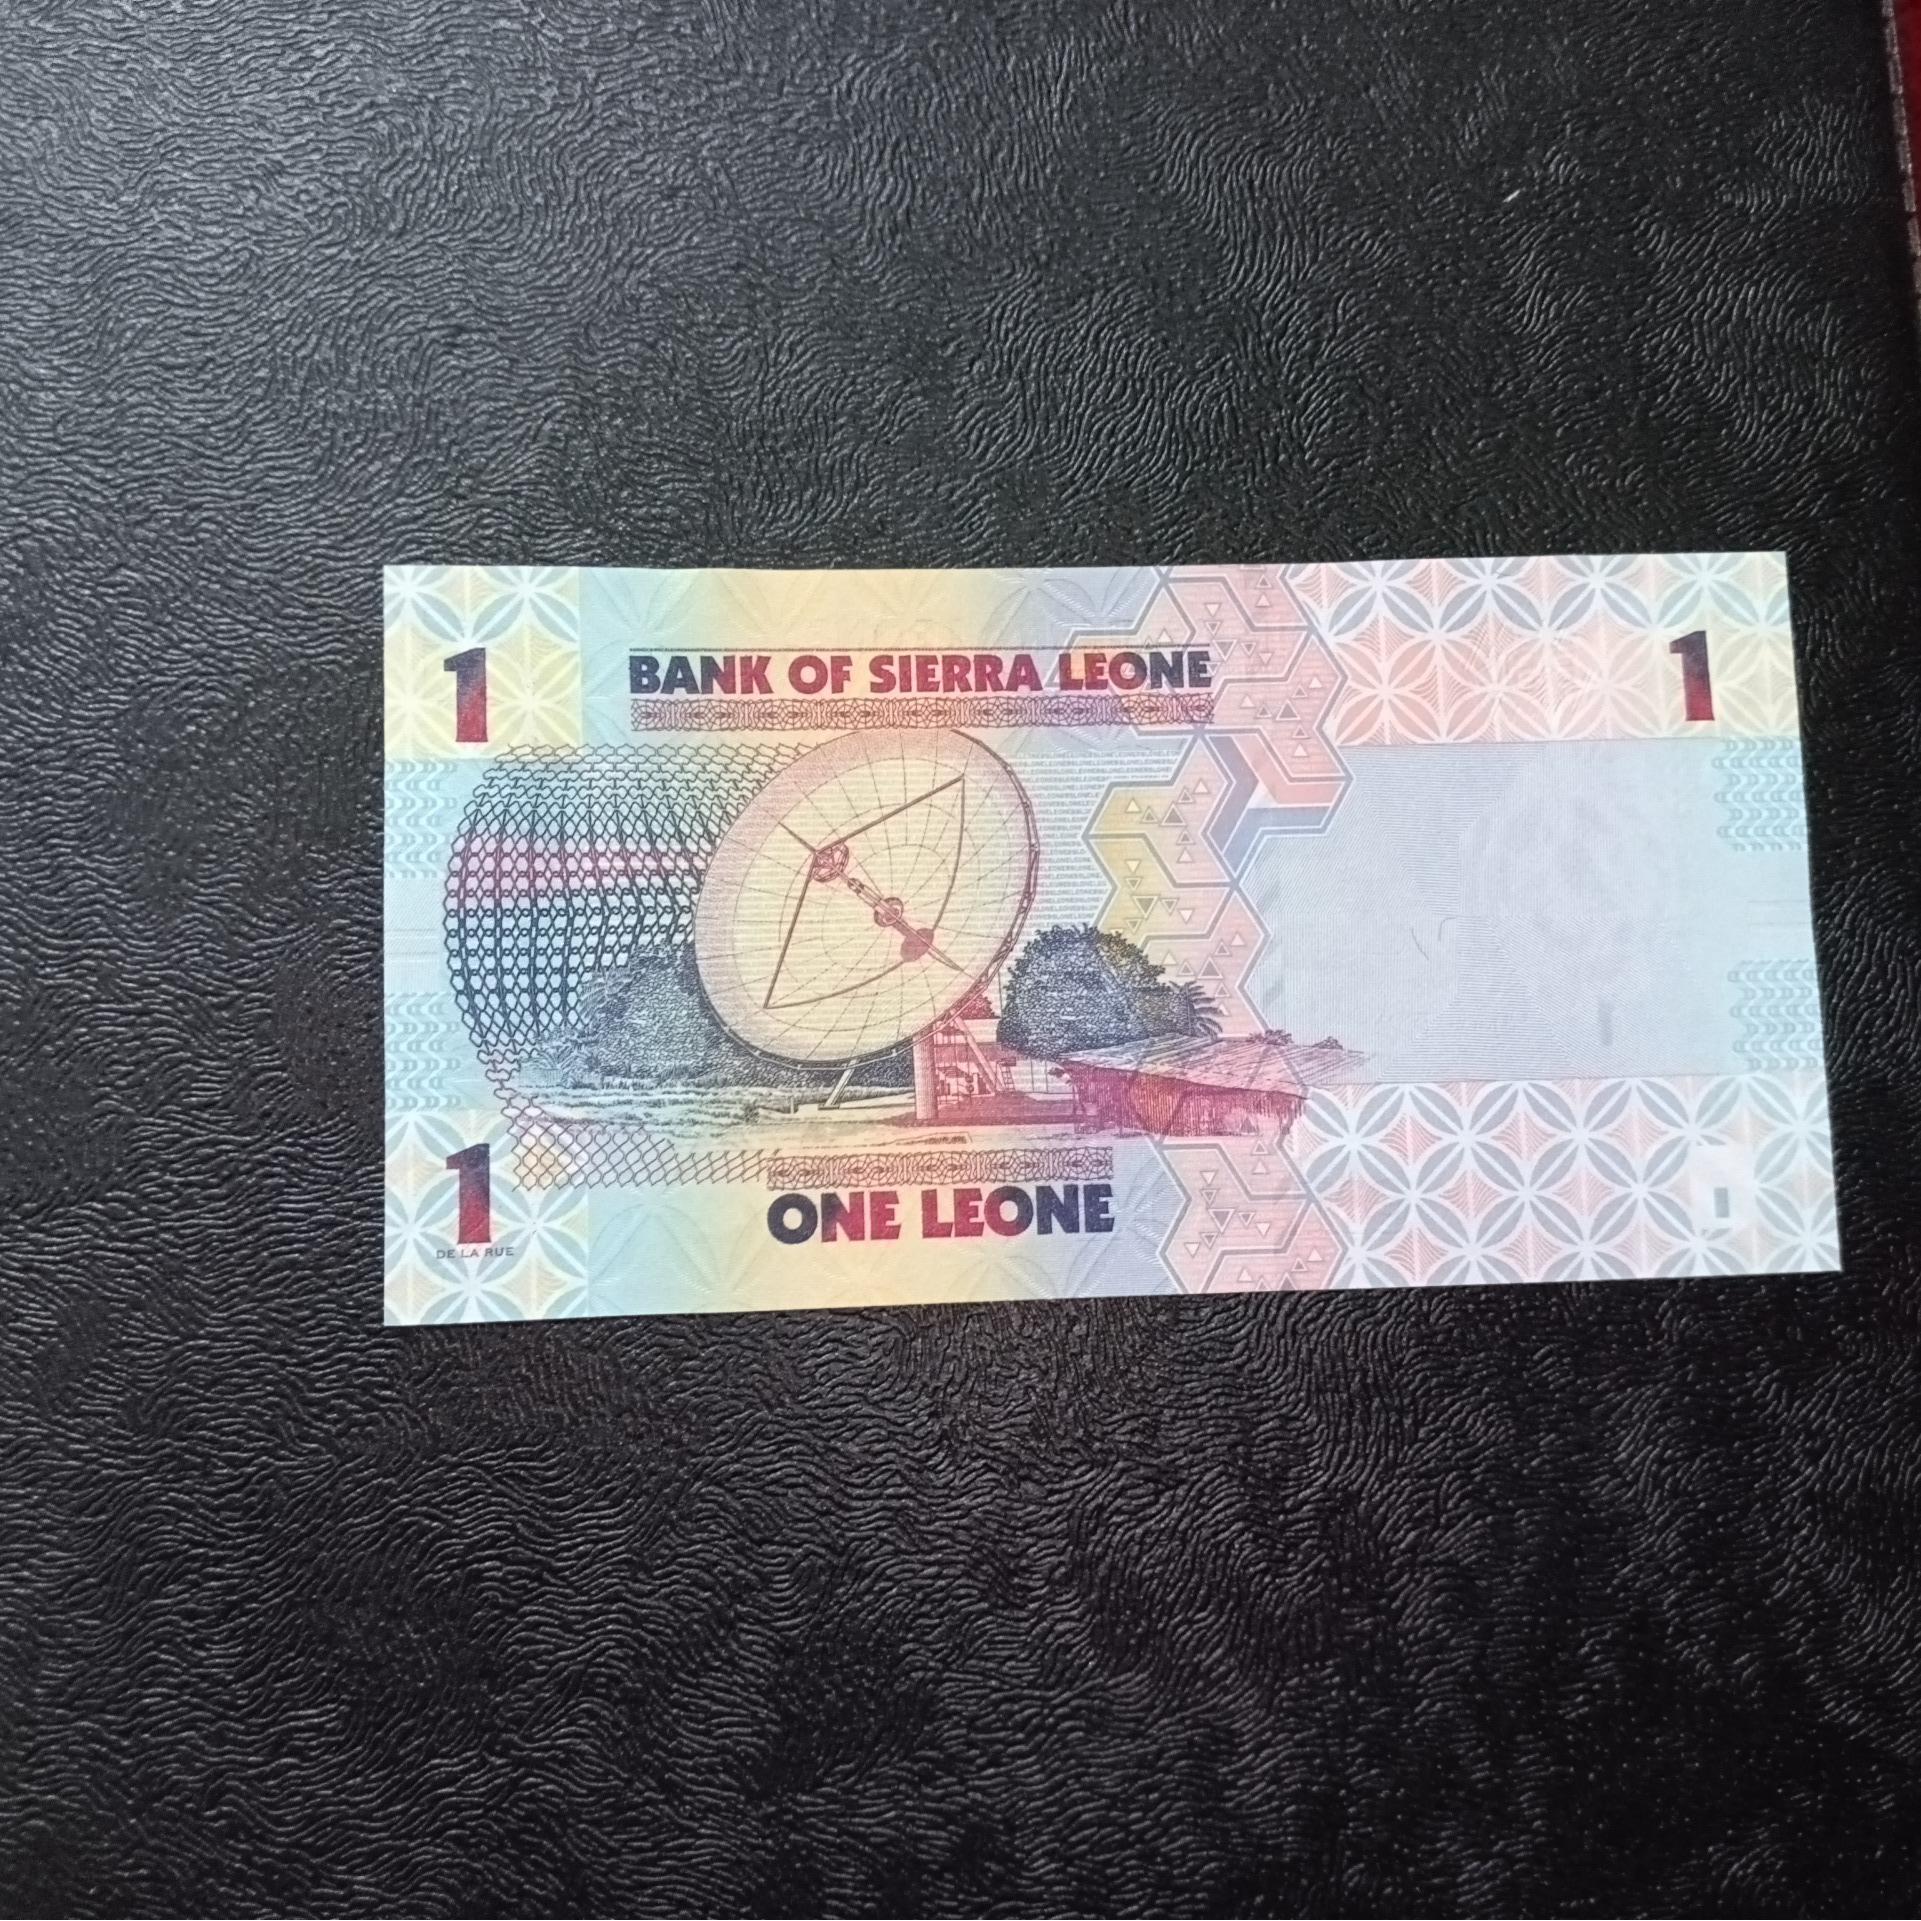 1
BANK OF SIERRA LEONE
1
1
ONE LEONE
DE LA RUE